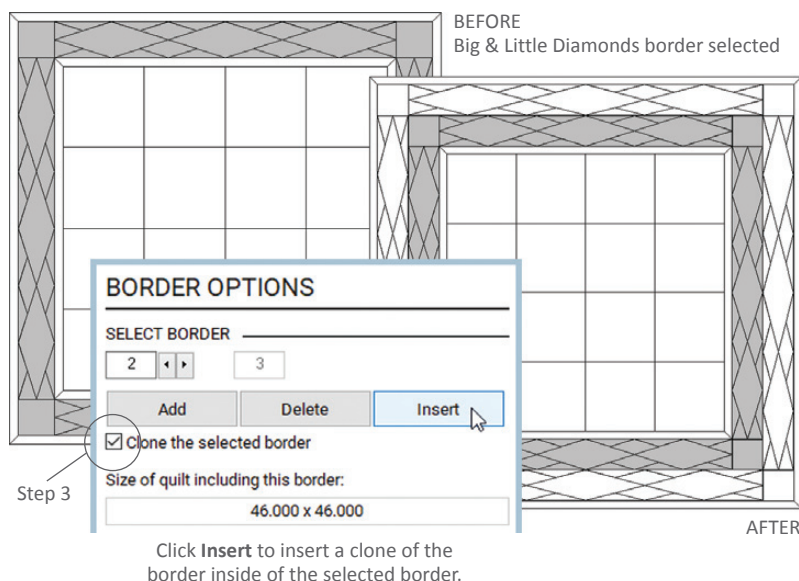 BEFORE
Big & Little Diamonds border selected
BORDER OPTIONS
SELECT BORDER
2 3
Add Delete Insert
Clone the selected border
Step 3
Size of quilt including this border:
46.000 x 46.000
AFTER
Click Insert to insert a clone of the
border inside of the selected border.